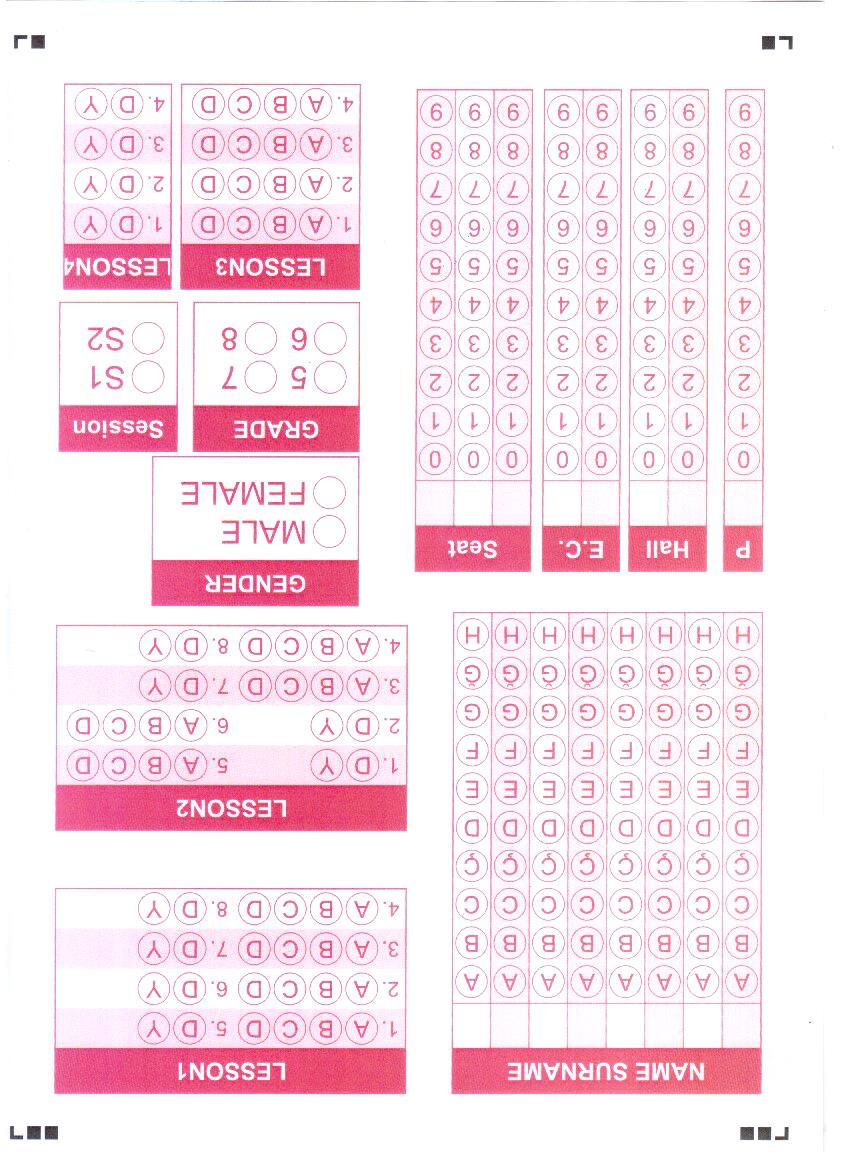 NAME SURNAME
A A A A A A A A
B B B B B B B B
C C C C C C C C
Ç Ç Ç Ç Ç Ç Ç Ç
D D D D D D D D
E E E E E E E E
F F F F F F F F
G G G G G G G G
Ğ Ğ Ğ Ğ Ğ Ğ Ğ Ğ
H H H H H H H H
P Hall E.C. Seat
0 0 0 0 0 0 0 0
1 1 1 1 1 1 1 1
2 2 2 2 2 2 2 2
3 3 3 3 3 3 3 3
4 4 4 4 4 4 4 4
5 5 5 5 5 5 5 5
6 6 6 6 6 6 6 6
7 7 7 7 7 7 7 7
8 8 8 8 8 8 8 8
9 9 9 9 9 9 9 9
LESSON1
1. A B C D 5. D Y
2. A B C D 6. D Y
3. A B C D 7. D Y
4. A B C D 8. D Y
LESSON2
1. D Y 5. A B C D
2. D Y 6. A B C D
3. A B C D 7. D Y
4. A B C D 8. D Y
GENDER
MALE
FEMALE
GRADE
5 7
6 8
Session
S1
S2
LESSON3
1. A B C D
2. A B C D
3. A B C D
4. A B C D
LESSON4
1. D Y
2. D Y
3. D Y
4. D Y